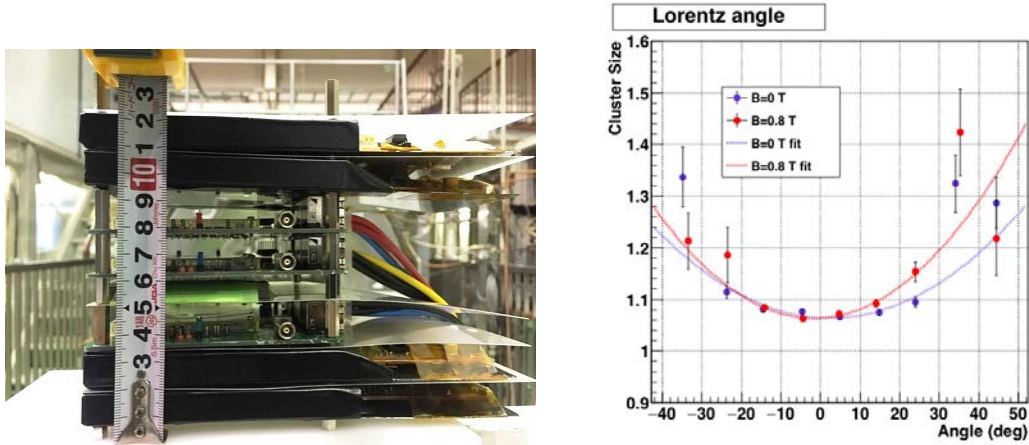 3
2
1
10
9
8
7
6
5
4
3
Lorentz angle
Cluster Size
1.6
1.5
1.4
1.3
1.2
1.1
1
0.9
B=0 T
B=0.8 T
B=0 T fit
B=0.8 T fit
−40 −30 −20 −10 0 10 20 30 40 50
Angle (deg)